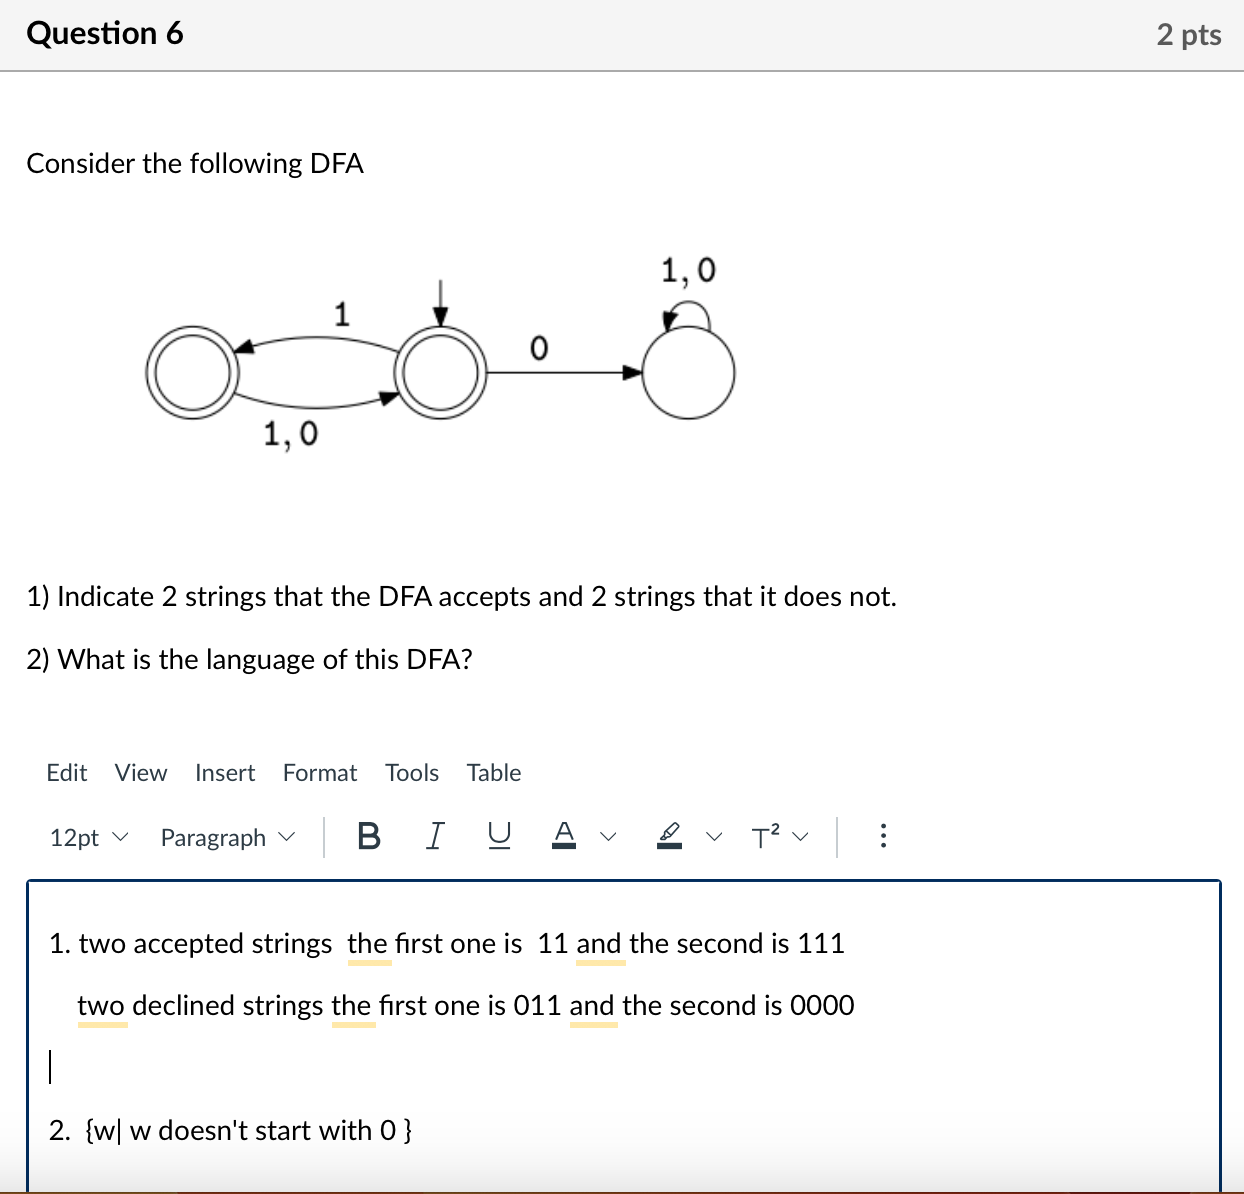 Question 6 2 pts
Consider the following DFA
1, 0
1
0
1, 0
1) Indicate 2 strings that the DFA accepts and 2 strings that it does not.
2) What is the language of this DFA?
Edit View Insert Format Tools Table
12pt Paragraph B I U A T²
1. two accepted strings the first one is 11 and the second is 111
two declined strings the first one is 011 and the second is 0000
2. {w| w doesn't start with 0 }